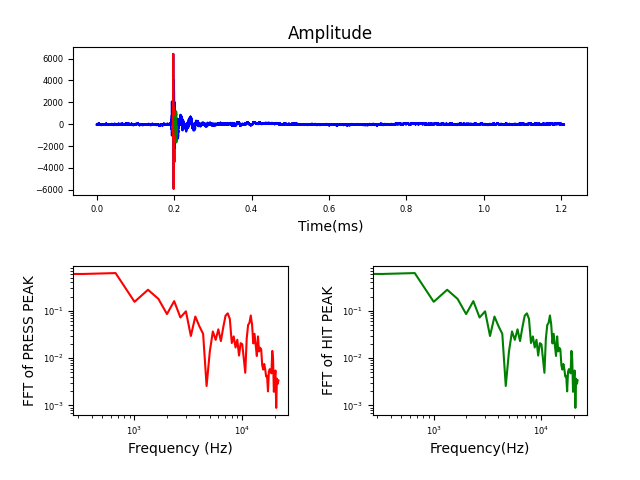 Amplitude
6000
4000
2000
0
−2000
−4000
−6000
0.0 0.2 0.4 0.6 0.8 1.0 1.2
Time(ms)
FFT of PRESS PEAK
10⁻¹
10⁻²
10⁻³
10³ 10⁴
Frequency (Hz)
FFT of HIT PEAK
10⁻¹
10⁻²
10⁻³
10³ 10⁴
Frequency(Hz)